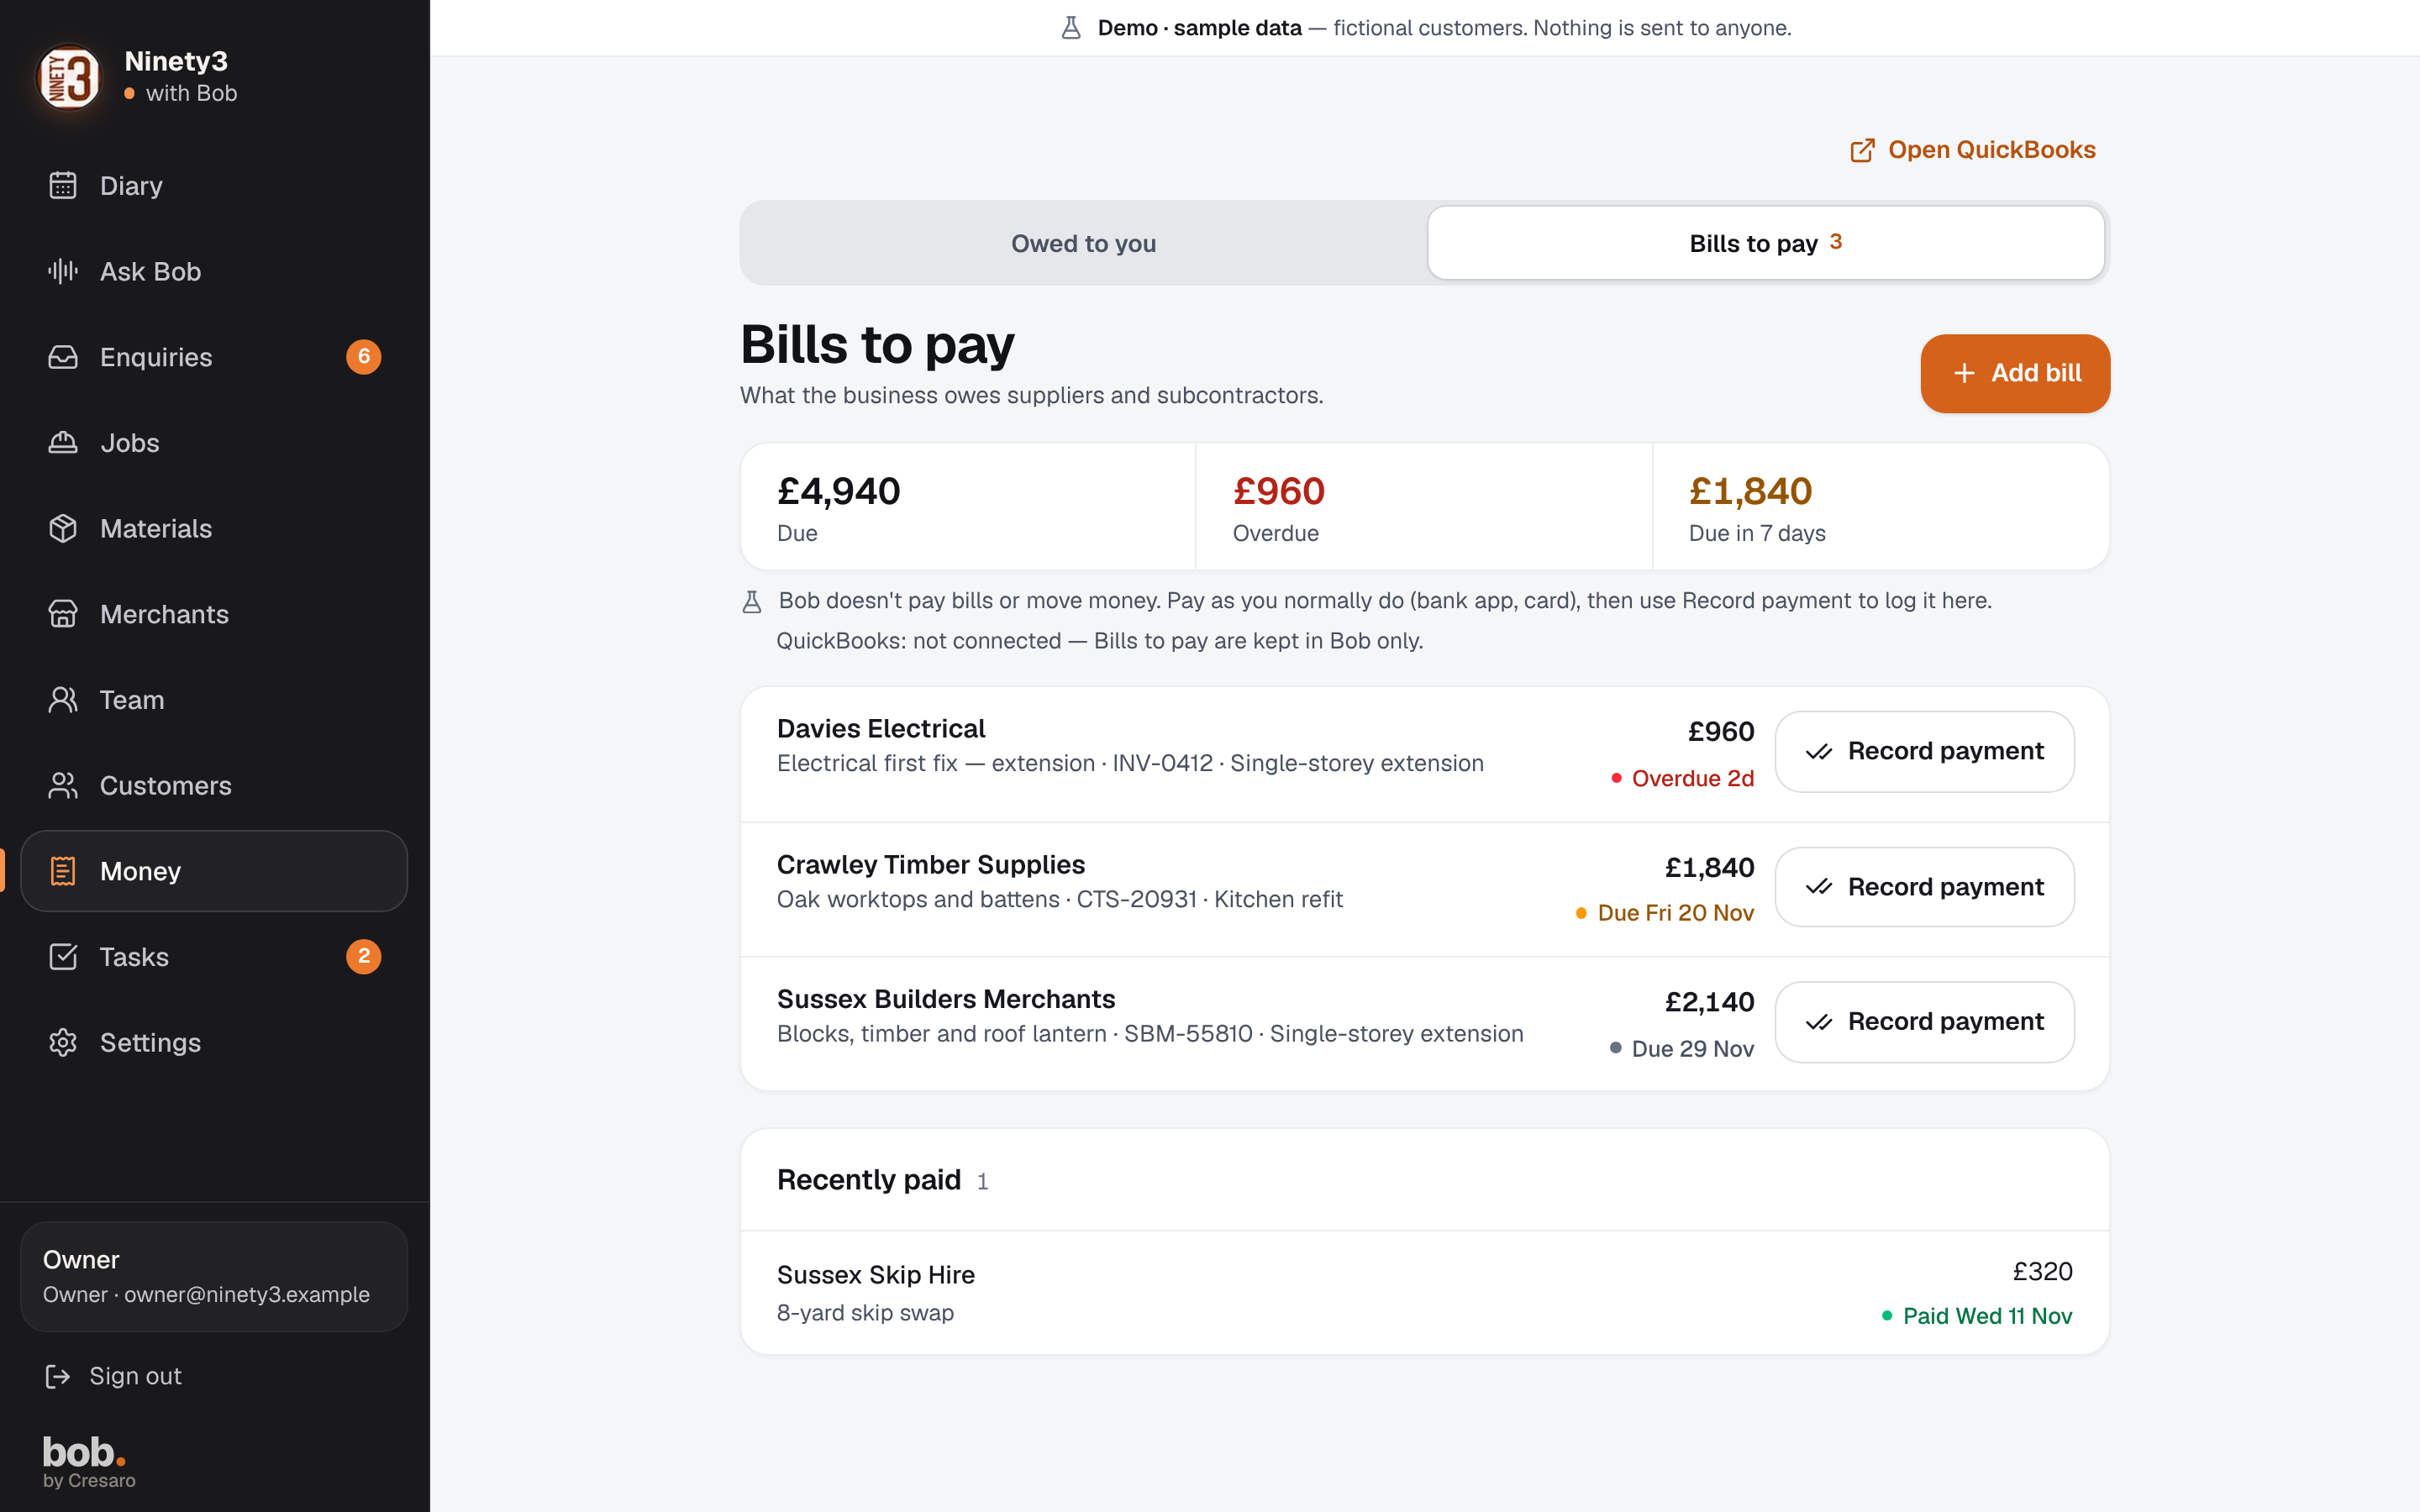 NINETY 3
Ninety3
with Bob
Diary
Ask Bob
Enquiries 6
Jobs
Materials
Merchants
Team
Customers
Money
Tasks 2
Settings
Owner
Owner · owner@ninety3.example
Sign out
bob.
by Cresaro
Demo · sample data — fictional customers. Nothing is sent to anyone.
Open QuickBooks
Owed to you
Bills to pay 3
Bills to pay
What the business owes suppliers and subcontractors.
Add bill
£4,940
Due
£960
Overdue
£1,840
Due in 7 days
Bob doesn't pay bills or move money. Pay as you normally do (bank app, card), then use Record payment to log it here.
QuickBooks: not connected — Bills to pay are kept in Bob only.
Davies Electrical
Electrical first fix — extension · INV-0412 · Single-storey extension
£960
Overdue 2d
Record payment
Crawley Timber Supplies
Oak worktops and battens · CTS-20931 · Kitchen refit
£1,840
Due Fri 20 Nov
Record payment
Sussex Builders Merchants
Blocks, timber and roof lantern · SBM-55810 · Single-storey extension
£2,140
Due 29 Nov
Record payment
Recently paid 1
Sussex Skip Hire
8-yard skip swap
£320
Paid Wed 11 Nov